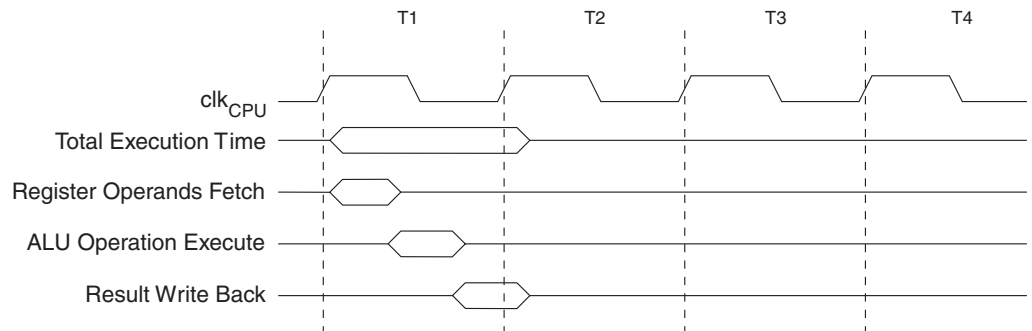 T1 T2 T3 T4
clkCPU
Total Execution Time
Register Operands Fetch
ALU Operation Execute
Result Write Back